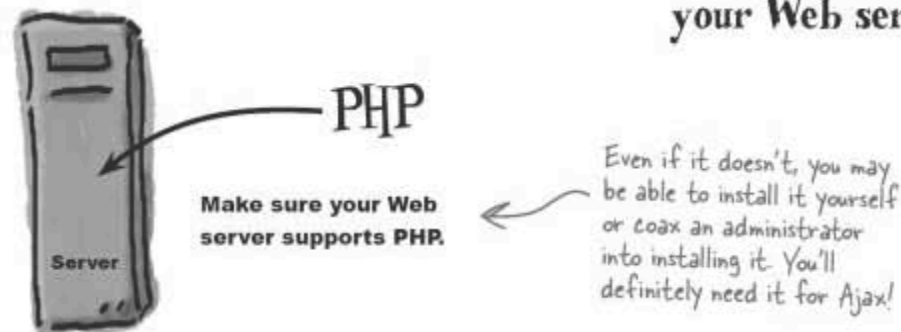 your Web ser
PHP
Make sure your Web
server supports PHP.
Server
Even if it doesn't, you may
be able to install it yourself
or coax an administrator
into installing it. You'll
definitely need it for Ajax!